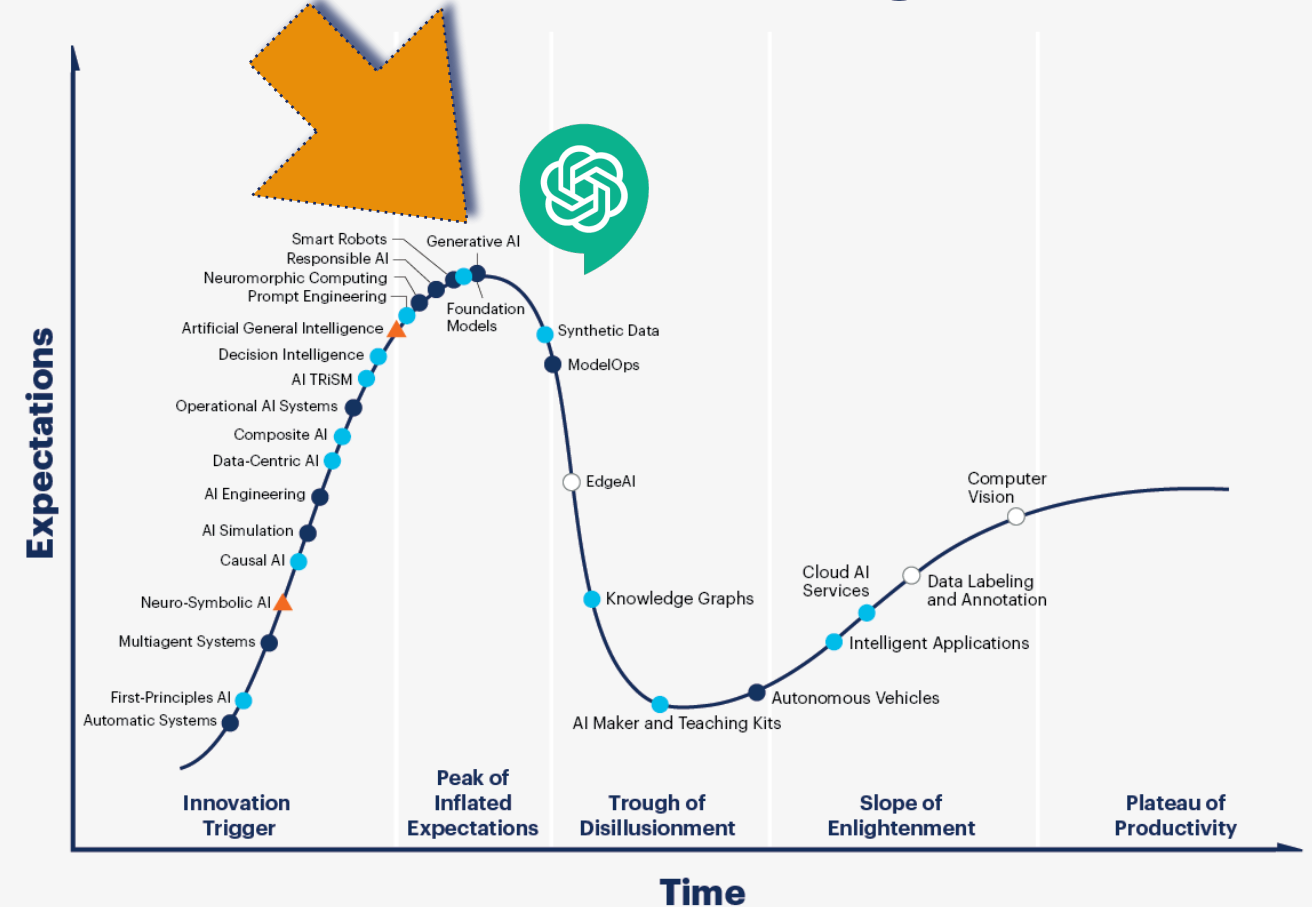 Smart Robots
Generative AI
Responsible AI
Neuromorphic Computing
Prompt Engineering
Foundation
Models
Artificial General Intelligence
Synthetic Data
Decision Intelligence
ModelOps
AI TRiSM
Operational AI Systems
Composite AI
Data-Centric AI
EdgeAI
AI Engineering
Computer
Vision
AI Simulation
Causal AI
Cloud AI
Services
Data Labeling
and Annotation
Neuro-Symbolic AI
Knowledge Graphs
Multiagent Systems
Intelligent Applications
First-Principles AI
Autonomous Vehicles
Automatic Systems
AI Maker and Teaching Kits
Expectations
Innovation
Trigger
Peak of
Inflated
Expectations
Trough of
Disillusionment
Slope of
Enlightenment
Plateau of
Productivity
Time